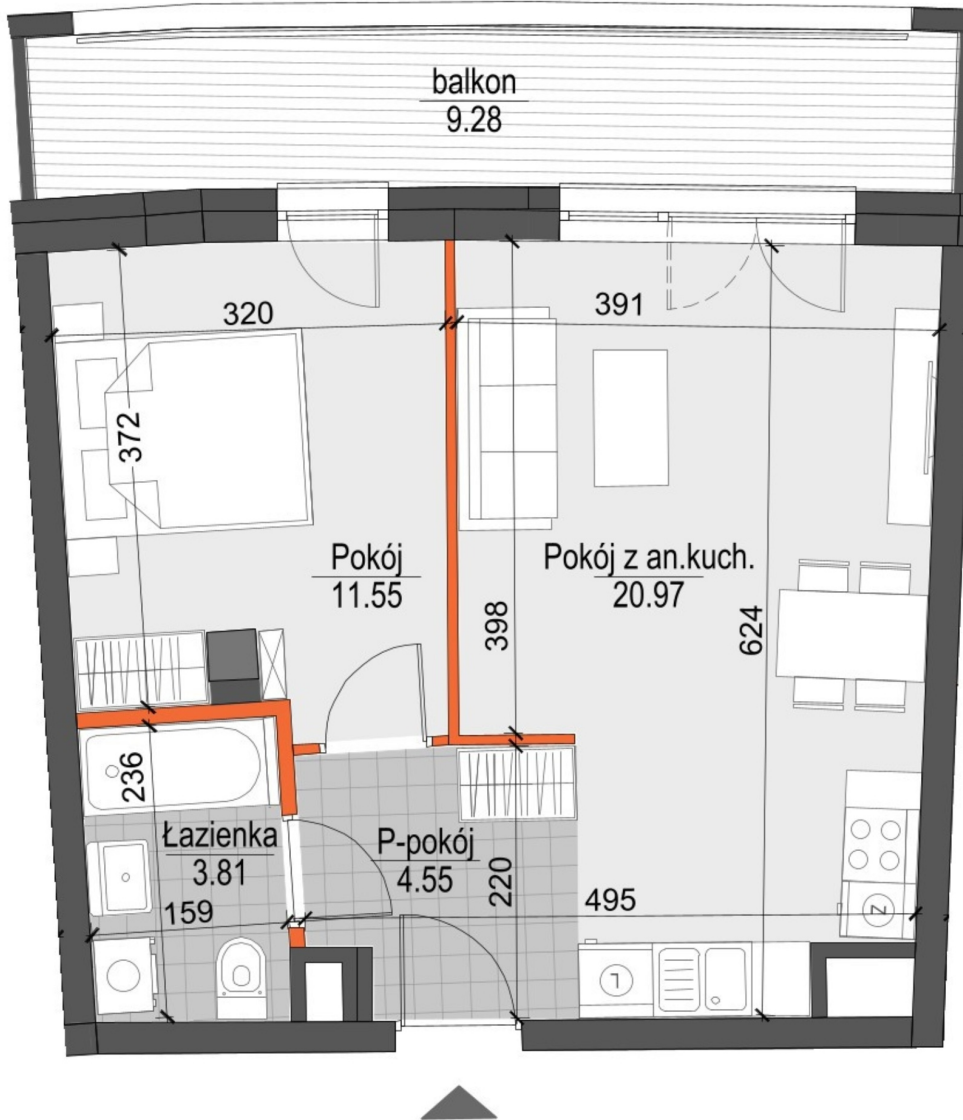 balkon
9.28
320
391
372
Pokój
11.55
Pokój z an.kuch.
20.97
398
624
236
Łazienka
3.81
P-pokój
4.55
220
159
495
Z
L